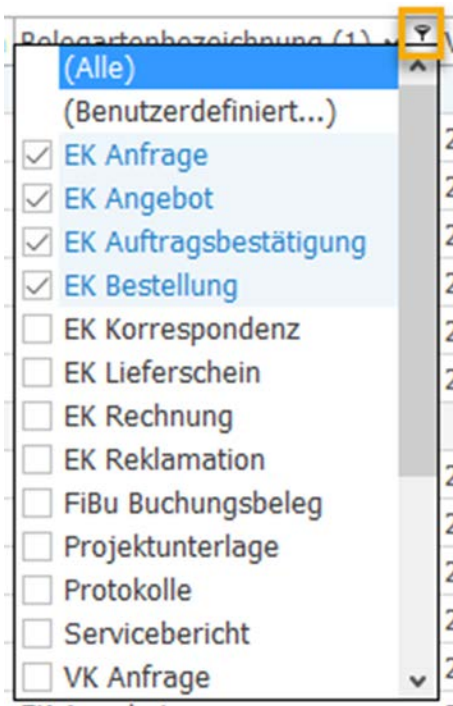 Belegartenbezeichnung (1)
(Alle)
(Benutzerdefiniert...)
EK Anfrage
EK Angebot
EK Auftragsbestätigung
EK Bestellung
EK Korrespondenz
EK Lieferschein
EK Rechnung
EK Reklamation
FiBu Buchungsbeleg
Projektunterlage
Protokolle
Servicebericht
VK Anfrage